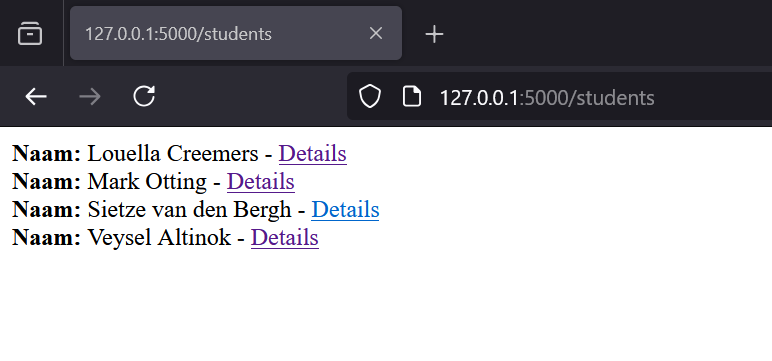 127.0.0.1:5000/students
127.0.0.1:5000/students
Naam: Louella Creemers - Details
Naam: Mark Otting - Details
Naam: Sietze van den Bergh - Details
Naam: Veysel Altinok - Details